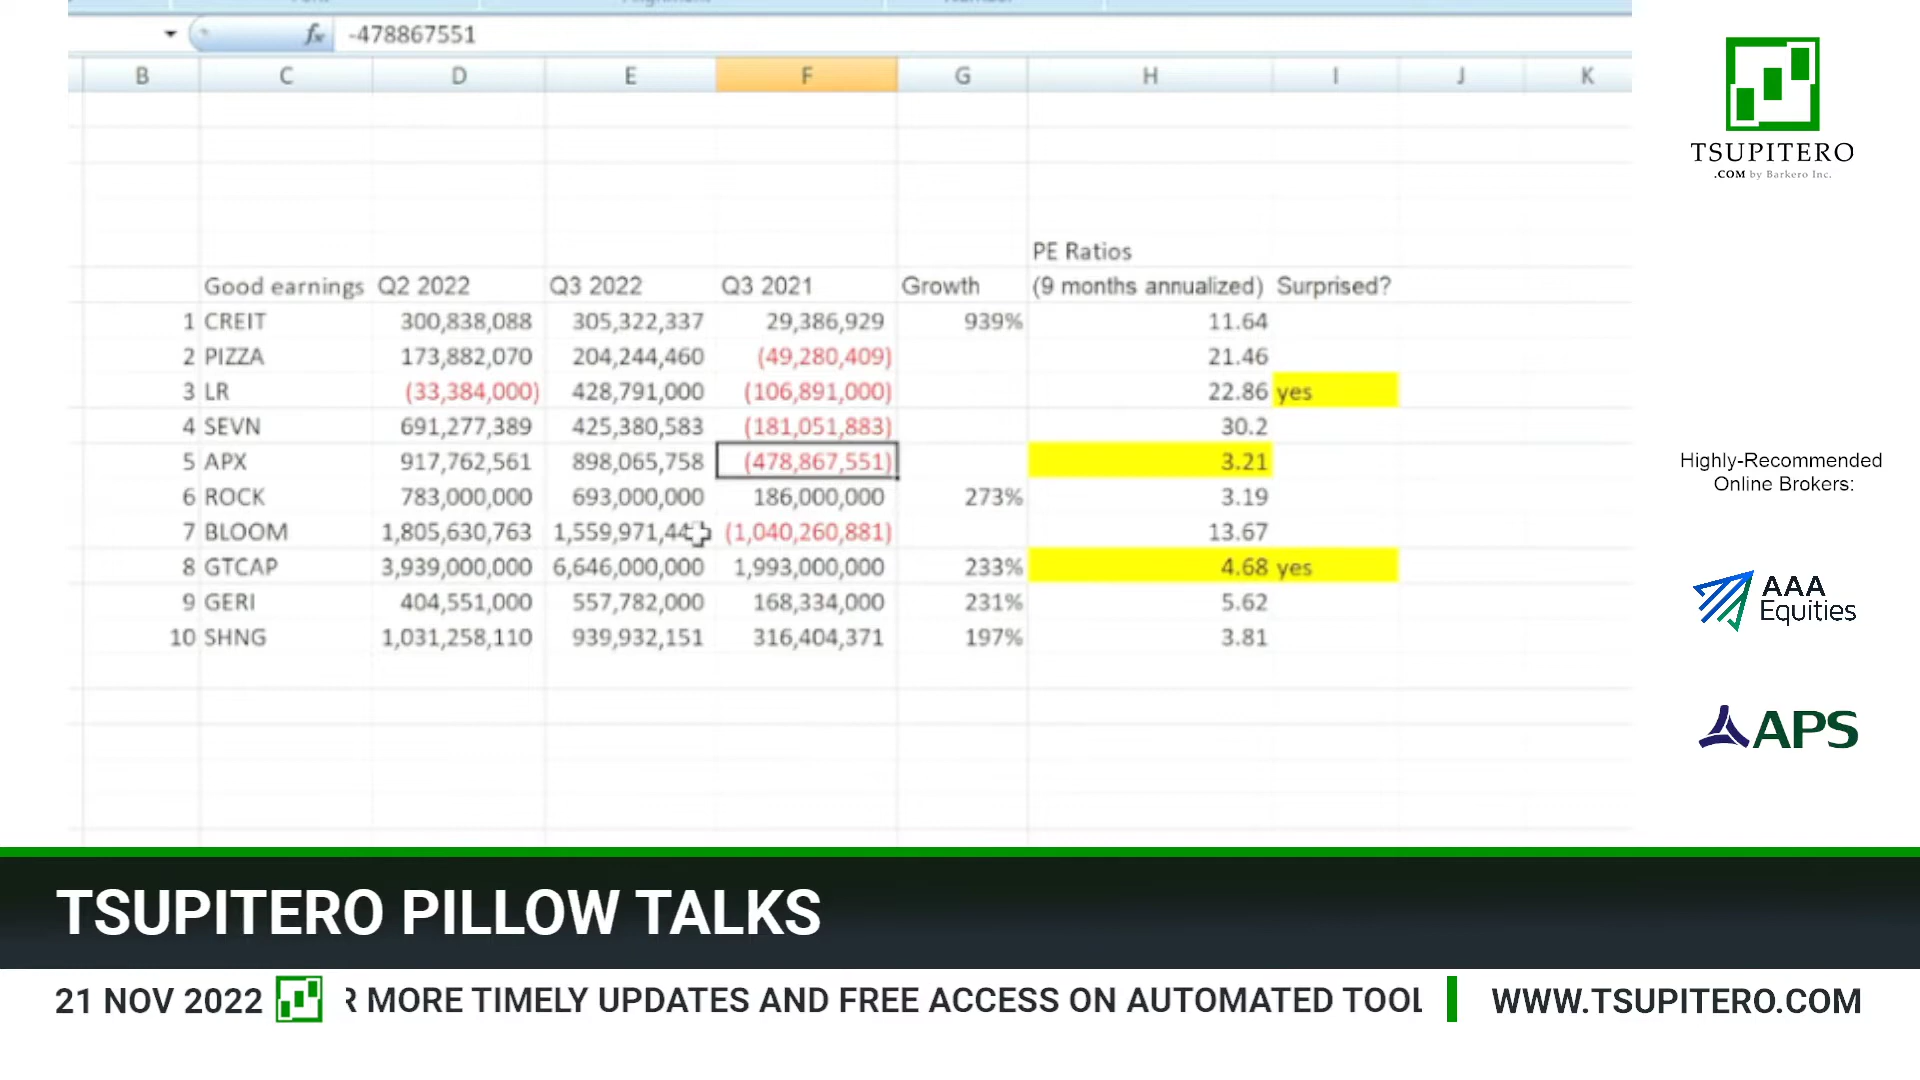 fx -478867551
B C D E F G H I J K
PE Ratios
Good earnings Q2 2022 Q3 2022 Q3 2021 Growth (9 months annualized) Surprised?
1 CREIT 300,838,088 305,322,337 29,386,929 939% 11.64
2 PIZZA 173,882,070 204,244,460 (49,280,409) 21.46
3 LR (33,384,000) 428,791,000 (106,891,000) 22.86 yes
4 SEVN 691,277,389 425,380,583 (181,051,883) 30.2
5 APX 917,762,561 898,065,758 (478,867,551) 3.21
6 ROCK 783,000,000 693,000,000 186,000,000 273% 3.19
7 BLOOM 1,805,630,763 (1,040,260,881) 13.67
8 GTCAP 3,939,000,000 6,646,000,000 1,993,000,000 233% 4.68 yes
9 GERI 404,551,000 557,782,000 168,334,000 231% 5.62
10 SHNG 1,031,258,110 939,932,151 316,404,371 197% 3.81
TSUPITERO
.COM by Barkero Inc.
Highly-Recommended
Online Brokers:
AAA
Equities
APS
TSUPITERO PILLOW TALKS
21 NOV 2022 R MORE TIMELY UPDATES AND FREE ACCESS ON AUTOMATED TOOL WWW.TSUPITERO.COM